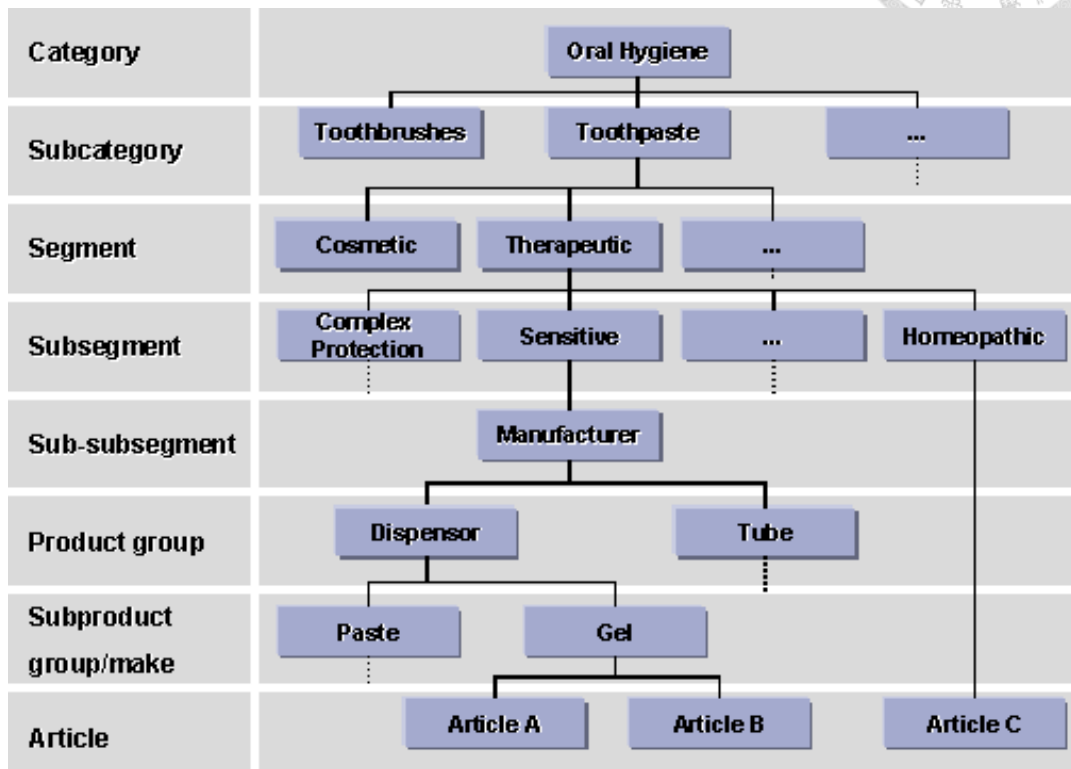 Category
Oral Hygiene
Subcategory
Toothbrushes
Toothpaste
...
Segment
Cosmetic
Therapeutic
...
Subsegment
Complex
Protection
Sensitive
...
Homeopathic
Sub-subsegment
Manufacturer
Product group
Dispensor
Tube
Subproduct
group/make
Paste
Gel
Article
Article A
Article B
Article C